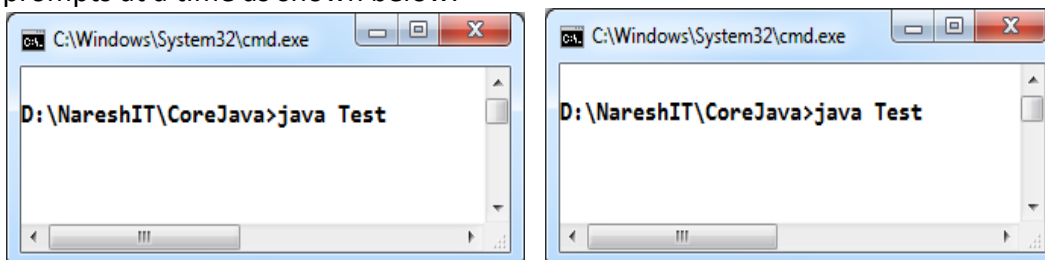 prompts at a time as shown below:
C:\Windows\System32\cmd.exe
D:\NareshIT\CoreJava>java Test
C:\Windows\System32\cmd.exe
D:\NareshIT\CoreJava>java Test